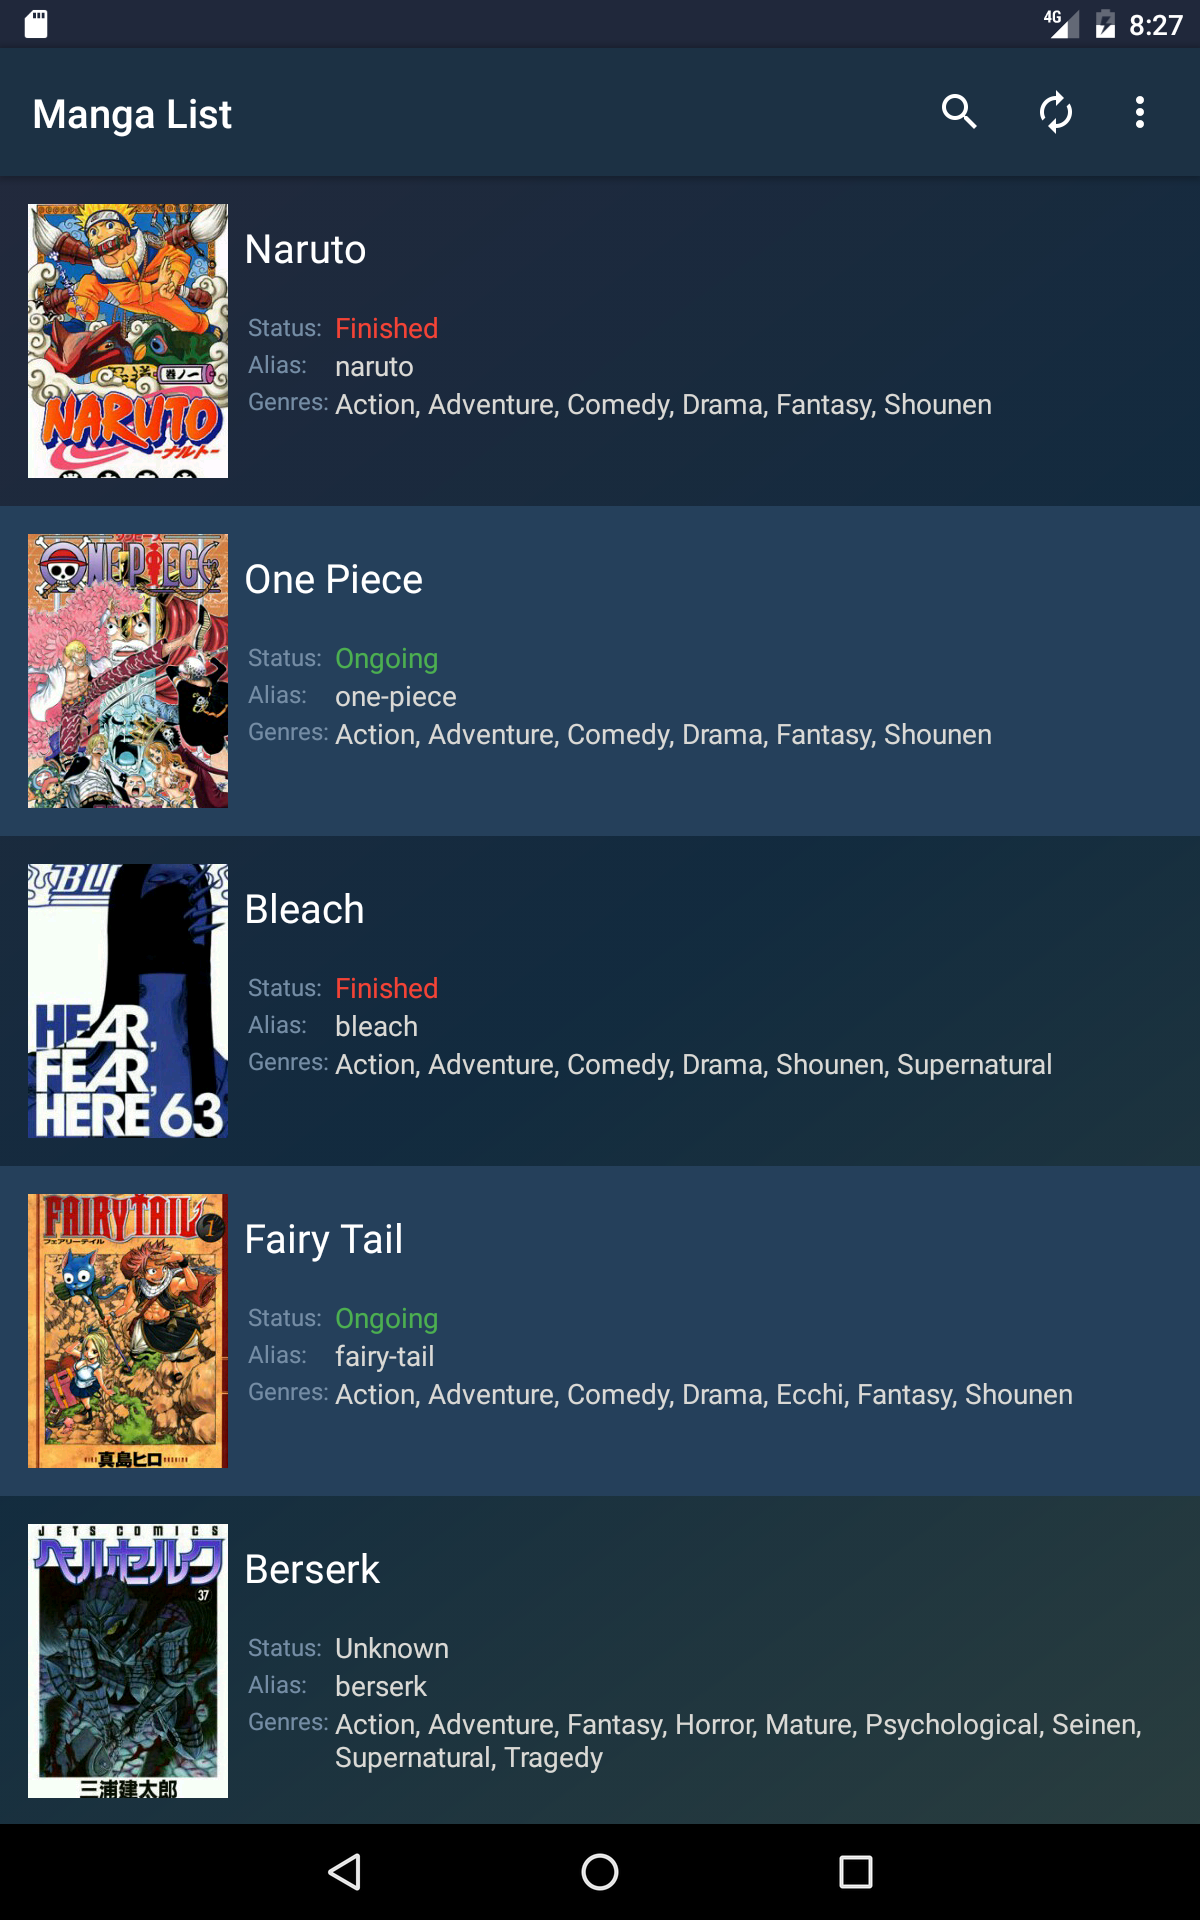 4G 8:27
Manga List
巻ノ一
NARUTO
-ナルト-
Naruto
Status: Finished
Alias: naruto
Genres: Action, Adventure, Comedy, Drama, Fantasy, Shounen
ONE PIECE
One Piece
Status: Ongoing
Alias: one-piece
Genres: Action, Adventure, Comedy, Drama, Fantasy, Shounen
HEAR,
FEAR,
HERE 63
Bleach
Status: Finished
Alias: bleach
Genres: Action, Adventure, Comedy, Drama, Shounen, Supernatural
FAIRY TAIL 1
フェアリーテイル
真島ヒロ
Fairy Tail
Status: Ongoing
Alias: fairy-tail
Genres: Action, Adventure, Comedy, Drama, Ecchi, Fantasy, Shounen
JETS COMICS
ベルセルク
37
三浦建太郎
Berserk
Status: Unknown
Alias: berserk
Genres: Action, Adventure, Fantasy, Horror, Mature, Psychological, Seinen,
Supernatural, Tragedy